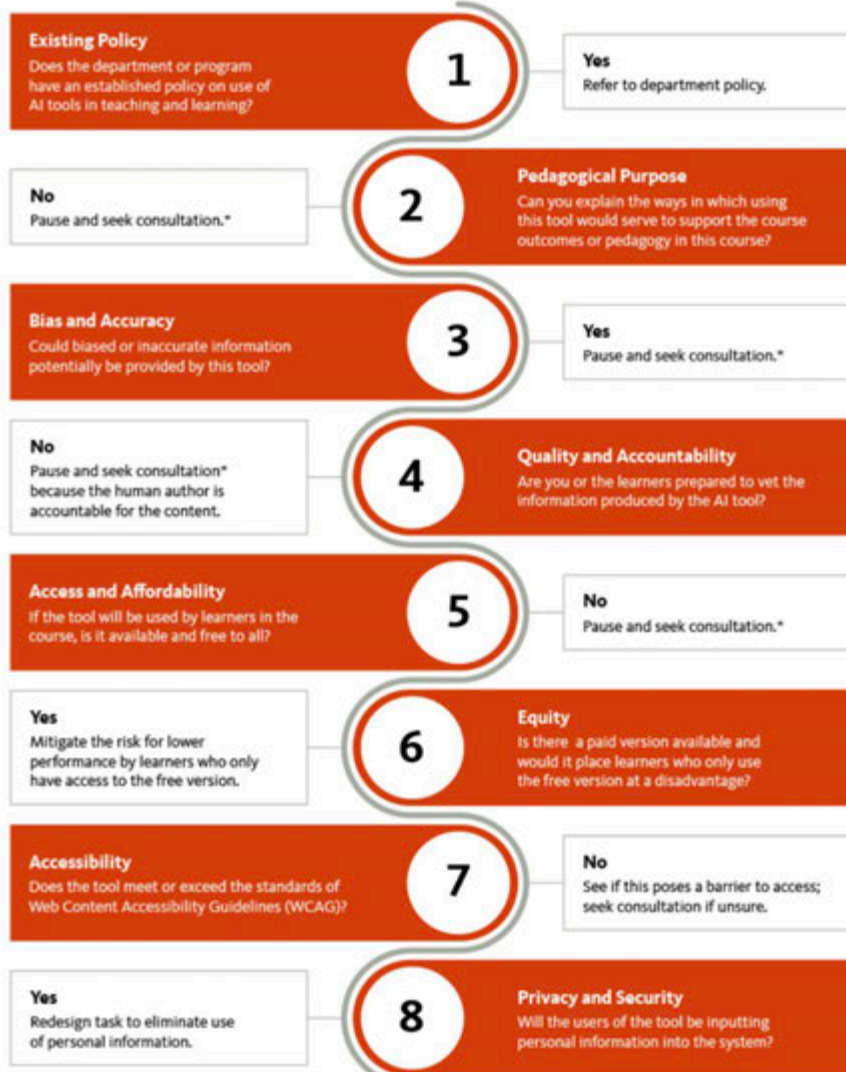 Existing Policy
Does the department or program
have an established policy on use of
AI tools in teaching and learning?
1
Yes
Refer to department policy.
No
Pause and seek consultation.*
2
Pedagogical Purpose
Can you explain the ways in which using
this tool would serve to support the course
outcomes or pedagogy in this course?
Bias and Accuracy
Could biased or inaccurate information
potentially be provided by this tool?
3
Yes
Pause and seek consultation.*
No
Pause and seek consultation*
because the human author is
accountable for the content.
4
Quality and Accountability
Are you or the learners prepared to vet the
information produced by the AI tool?
Access and Affordability
If the tool will be used by learners in the
course, is it available and free to all?
5
No
Pause and seek consultation.*
Yes
Mitigate the risk for lower
performance by learners who only
have access to the free version.
6
Equity
Is there a paid version available and
would it place learners who only use
the free version at a disadvantage?
Accessibility
Does the tool meet or exceed the standards of
Web Content Accessibility Guidelines (WCAG)?
7
No
See if this poses a barrier to access;
seek consultation if unsure.
Yes
Redesign task to eliminate use
of personal information.
8
Privacy and Security
Will the users of the tool be inputting
personal information into the system?